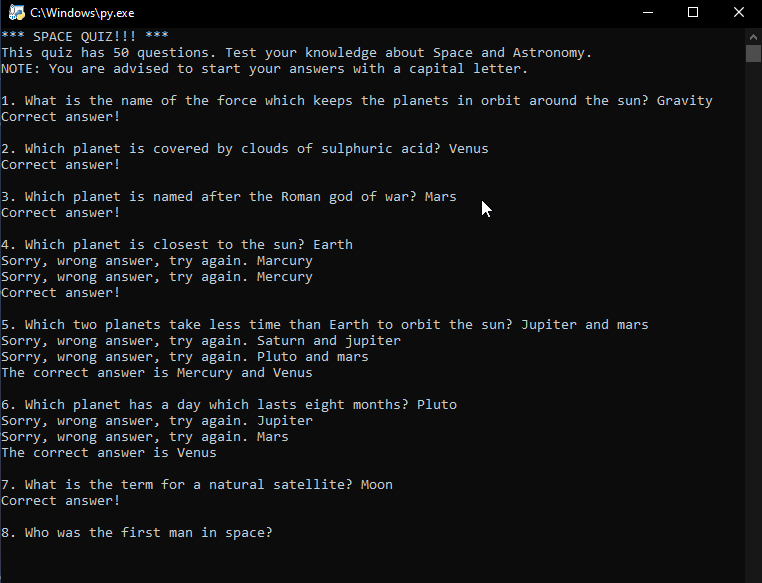 C:\Windows\py.exe
*** SPACE QUIZ!!! ***
This quiz has 50 questions. Test your knowledge about Space and Astronomy.
NOTE: You are advised to start your answers with a capital letter.
1. What is the name of the force which keeps the planets in orbit around the sun? Gravity
Correct answer!
2. Which planet is covered by clouds of sulphuric acid? Venus
Correct answer!
3. Which planet is named after the Roman god of war? Mars
Correct answer!
4. Which planet is closest to the sun? Earth
Sorry, wrong answer, try again. Marcury
Sorry, wrong answer, try again. Mercury
Correct answer!
5. Which two planets take less time than Earth to orbit the sun? Jupiter and mars
Sorry, wrong answer, try again. Saturn and jupiter
Sorry, wrong answer, try again. Pluto and mars
The correct answer is Mercury and Venus
6. Which planet has a day which lasts eight months? Pluto
Sorry, wrong answer, try again. Jupiter
Sorry, wrong answer, try again. Mars
The correct answer is Venus
7. What is the term for a natural satellite? Moon
Correct answer!
8. Who was the first man in space?